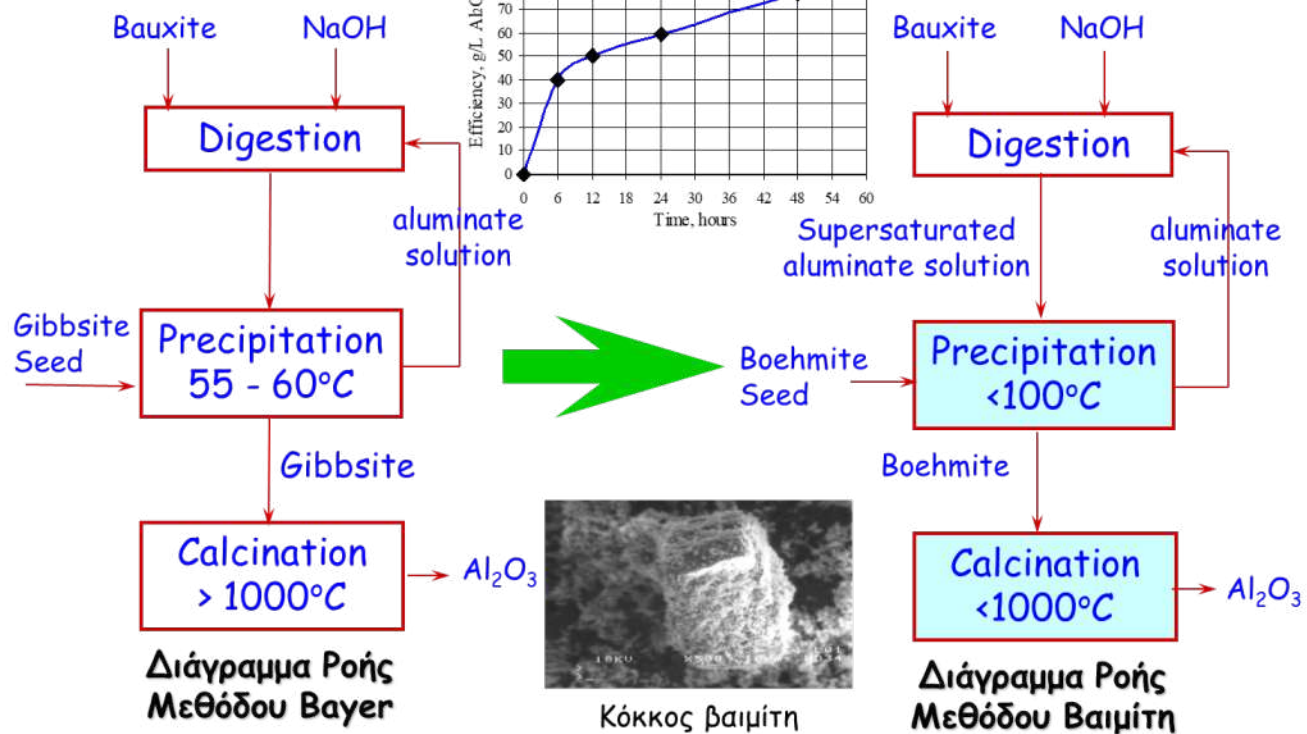 Bauxite
NaOH
Digestion
aluminate
solution
Gibbsite
Seed
Precipitation
55 - 60°C
Gibbsite
Calcination
> 1000°C
Al₂O₃
Διάγραμμα Ροής
Μεθόδου Bayer
Efficiency, g/L
70
60
50
40
30
20
10
0
0 6 12 18 24 30 36 42 48 54 60
Time, hours
10KV X500
Κόκκος βαιμίτη
Bauxite
NaOH
Digestion
Supersaturated
aluminate solution
aluminate
solution
Boehmite
Seed
Precipitation
<100°C
Boehmite
Calcination
<1000°C
Al₂O₃
Διάγραμμα Ροής
Μεθόδου Βαιμίτη